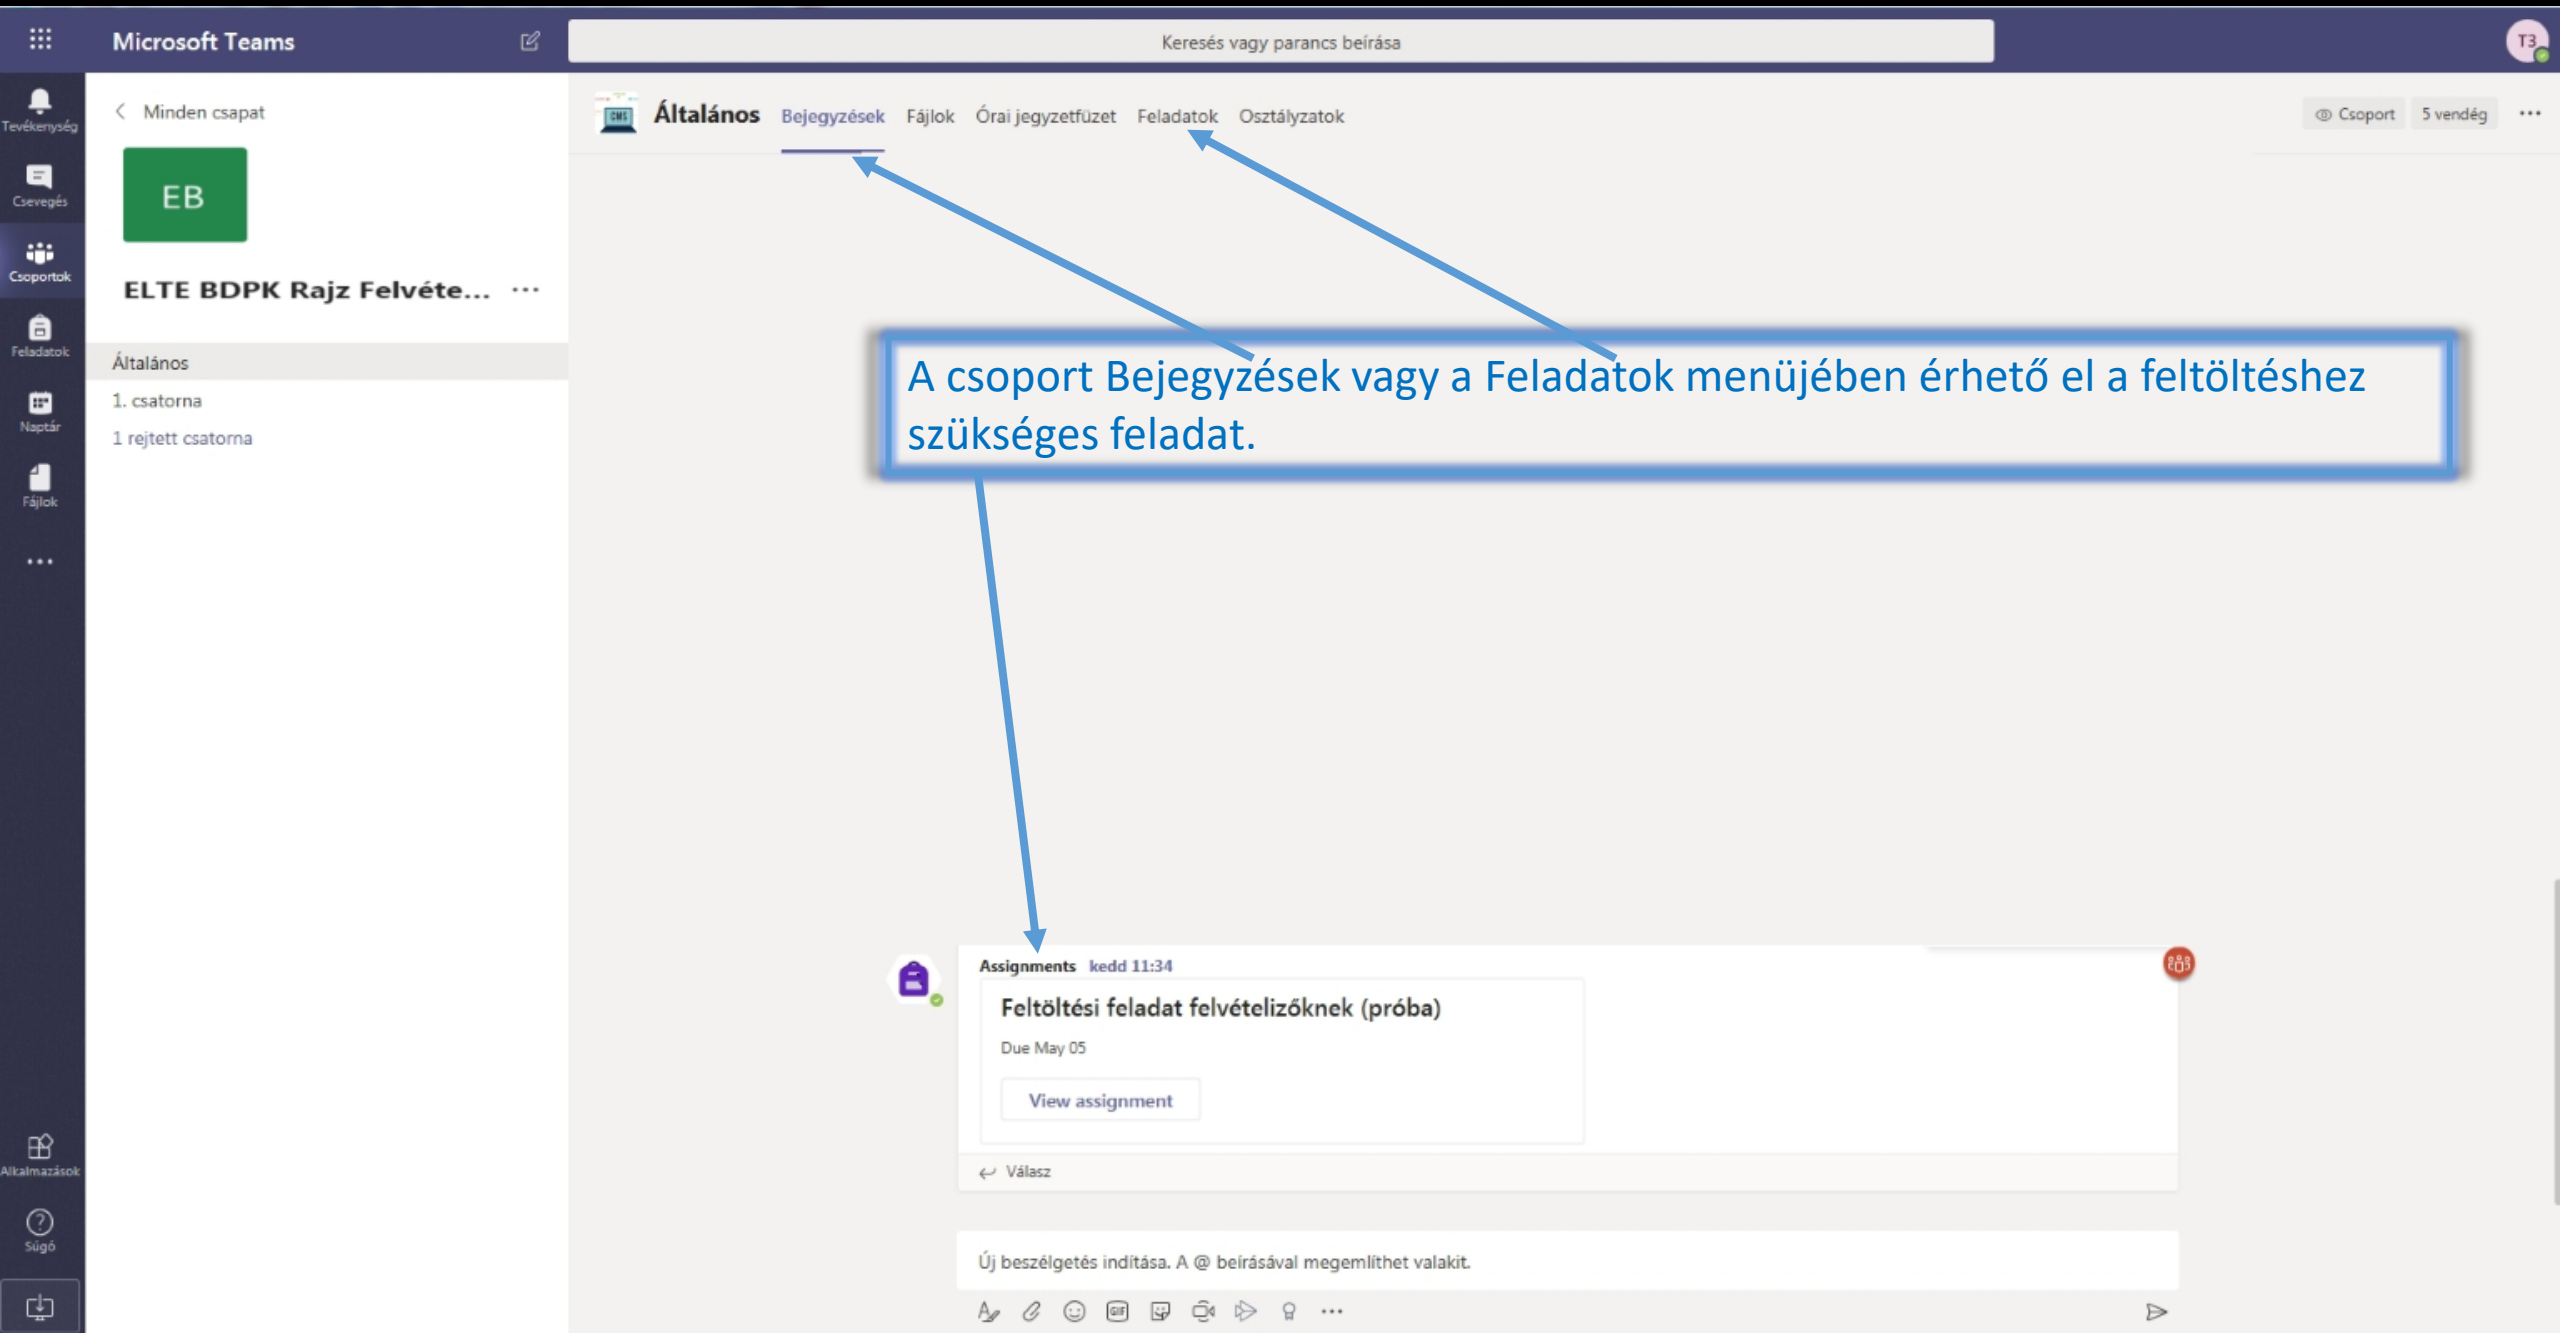 Microsoft Teams
Keresés vagy parancs beírása
T3
Tevékenység
Csevegés
Csoportok
Feladatok
Naptár
Fájlok
Alkalmazások
Súgó
Minden csapat
EB
ELTE BDPK Rajz Felvéte... ...
Általános
1. csatorna
1 rejtett csatorna
CMS
Általános Bejegyzések Fájlok Órai jegyzetfüzet Feladatok Osztályzatok
Csoport 5 vendég
A csoport Bejegyzések vagy a Feladatok menüjében érhető el a feltöltéshez
szükséges feladat.
Assignments kedd 11:34
Feltöltési feladat felvételizőknek (próba)
Due May 05
View assignment
Válasz
Új beszélgetés indítása. A @ beírásával megemlíthet valakit.
GIF